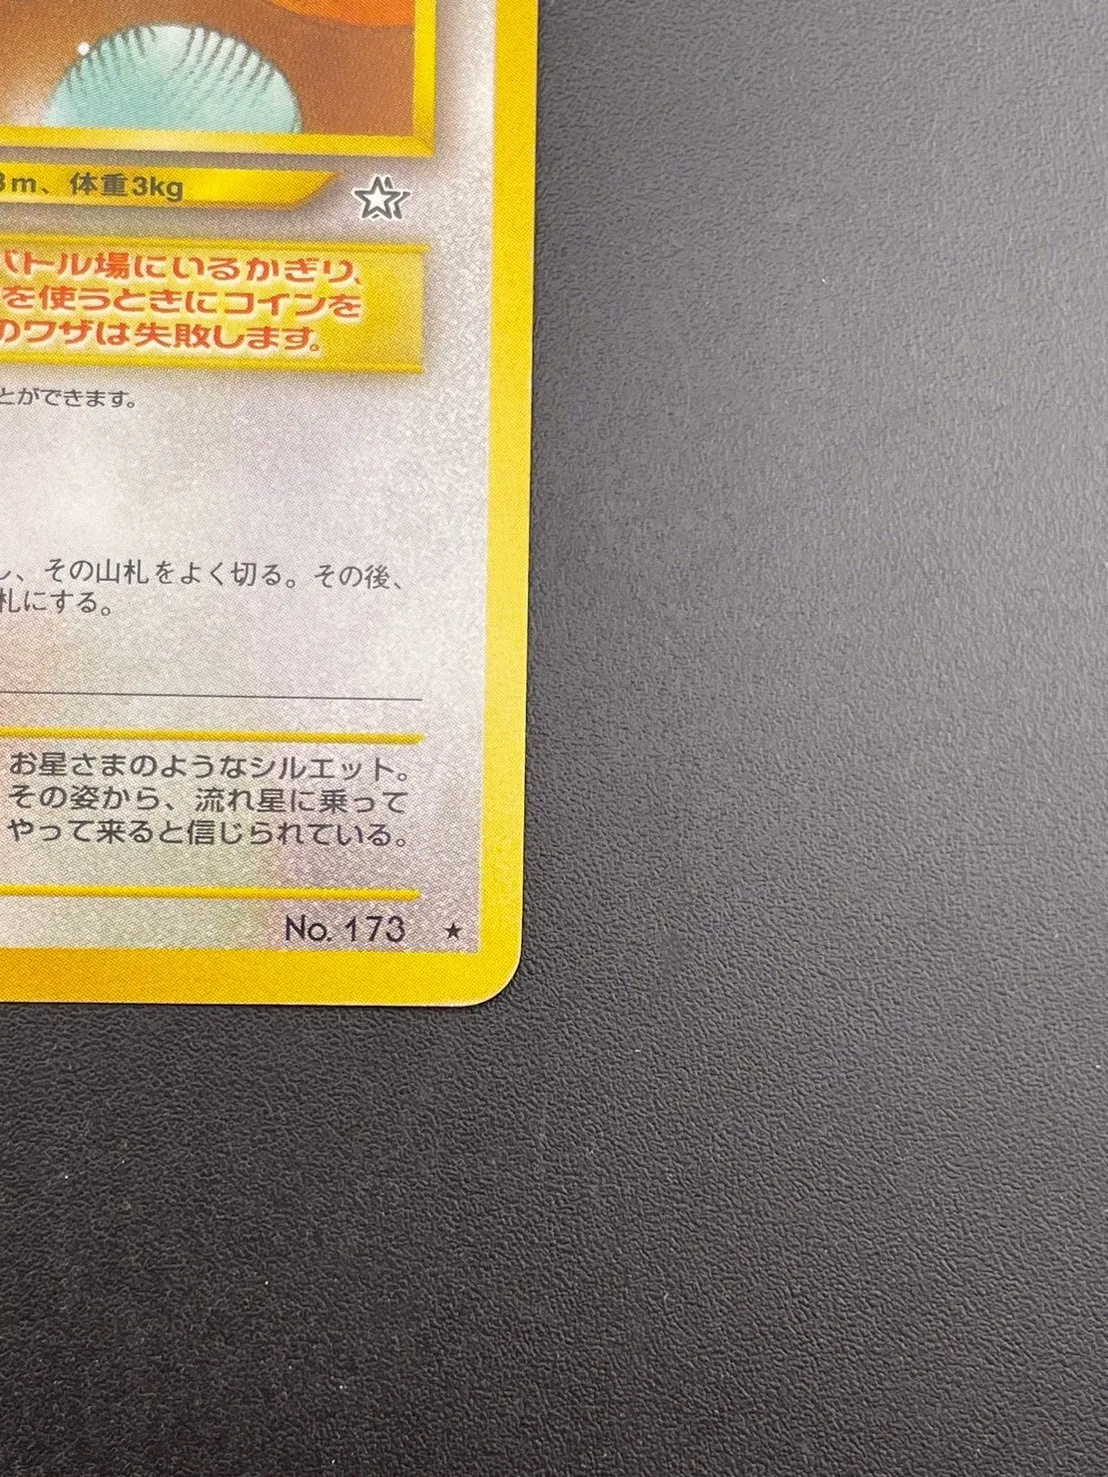 3m、体重3kg
バトル場にいるかぎり、
を使うときにコインを
のワザは失敗します。
とができます。
し、その山札をよく切る。その後、
札にする。
お星さまのようなシルエット。
その姿から、流れ星に乗って
やって来ると信じられている。
No. 173 ★